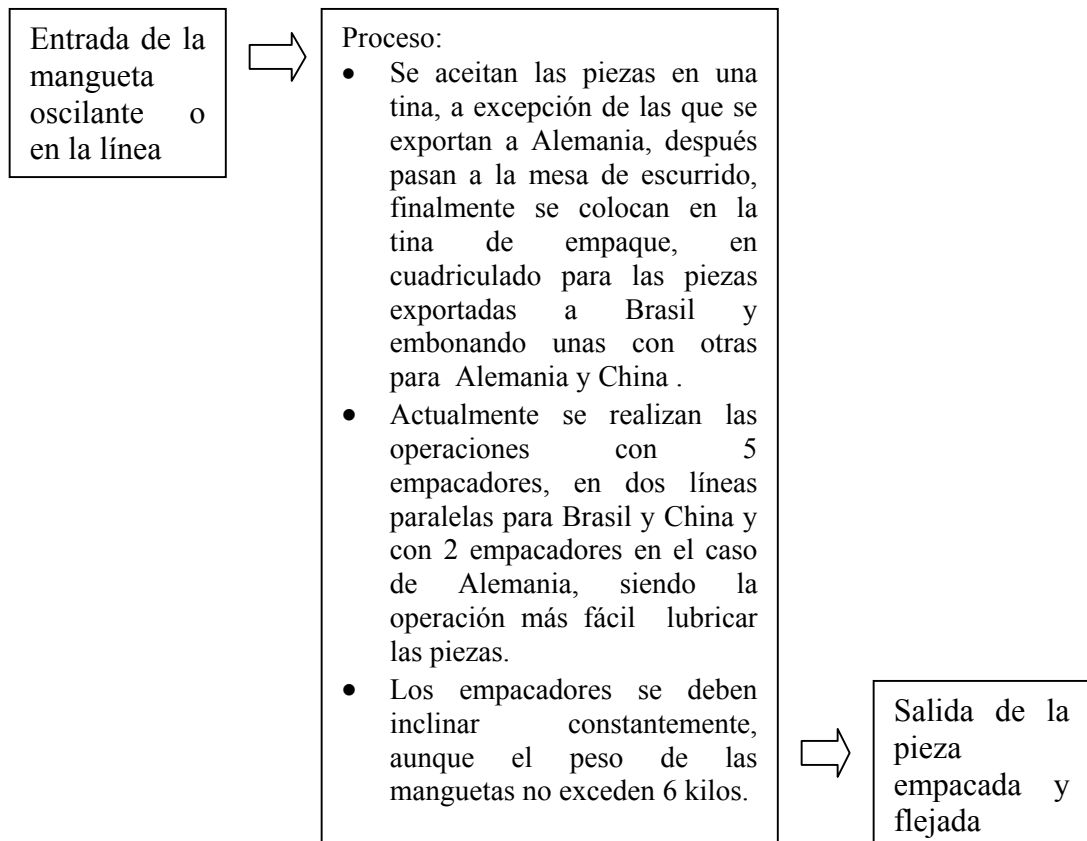 Entrada de la
mangueta
oscilante o
en la línea
Proceso:
• Se aceitan las piezas en una
tina, a excepción de las que se
exportan a Alemania, después
pasan a la mesa de escurrido,
finalmente se colocan en la
tina de empaque, en
cuadriculado para las piezas
exportadas a Brasil y
embonando unas con otras
para Alemania y China .
• Actualmente se realizan las
operaciones con 5
empacadores, en dos líneas
paralelas para Brasil y China y
con 2 empacadores en el caso
de Alemania, siendo la
operación más fácil lubricar
las piezas.
• Los empacadores se deben
inclinar constantemente,
aunque el peso de las
manguetas no exceden 6 kilos.
Salida de la
pieza
empacada y
flejada